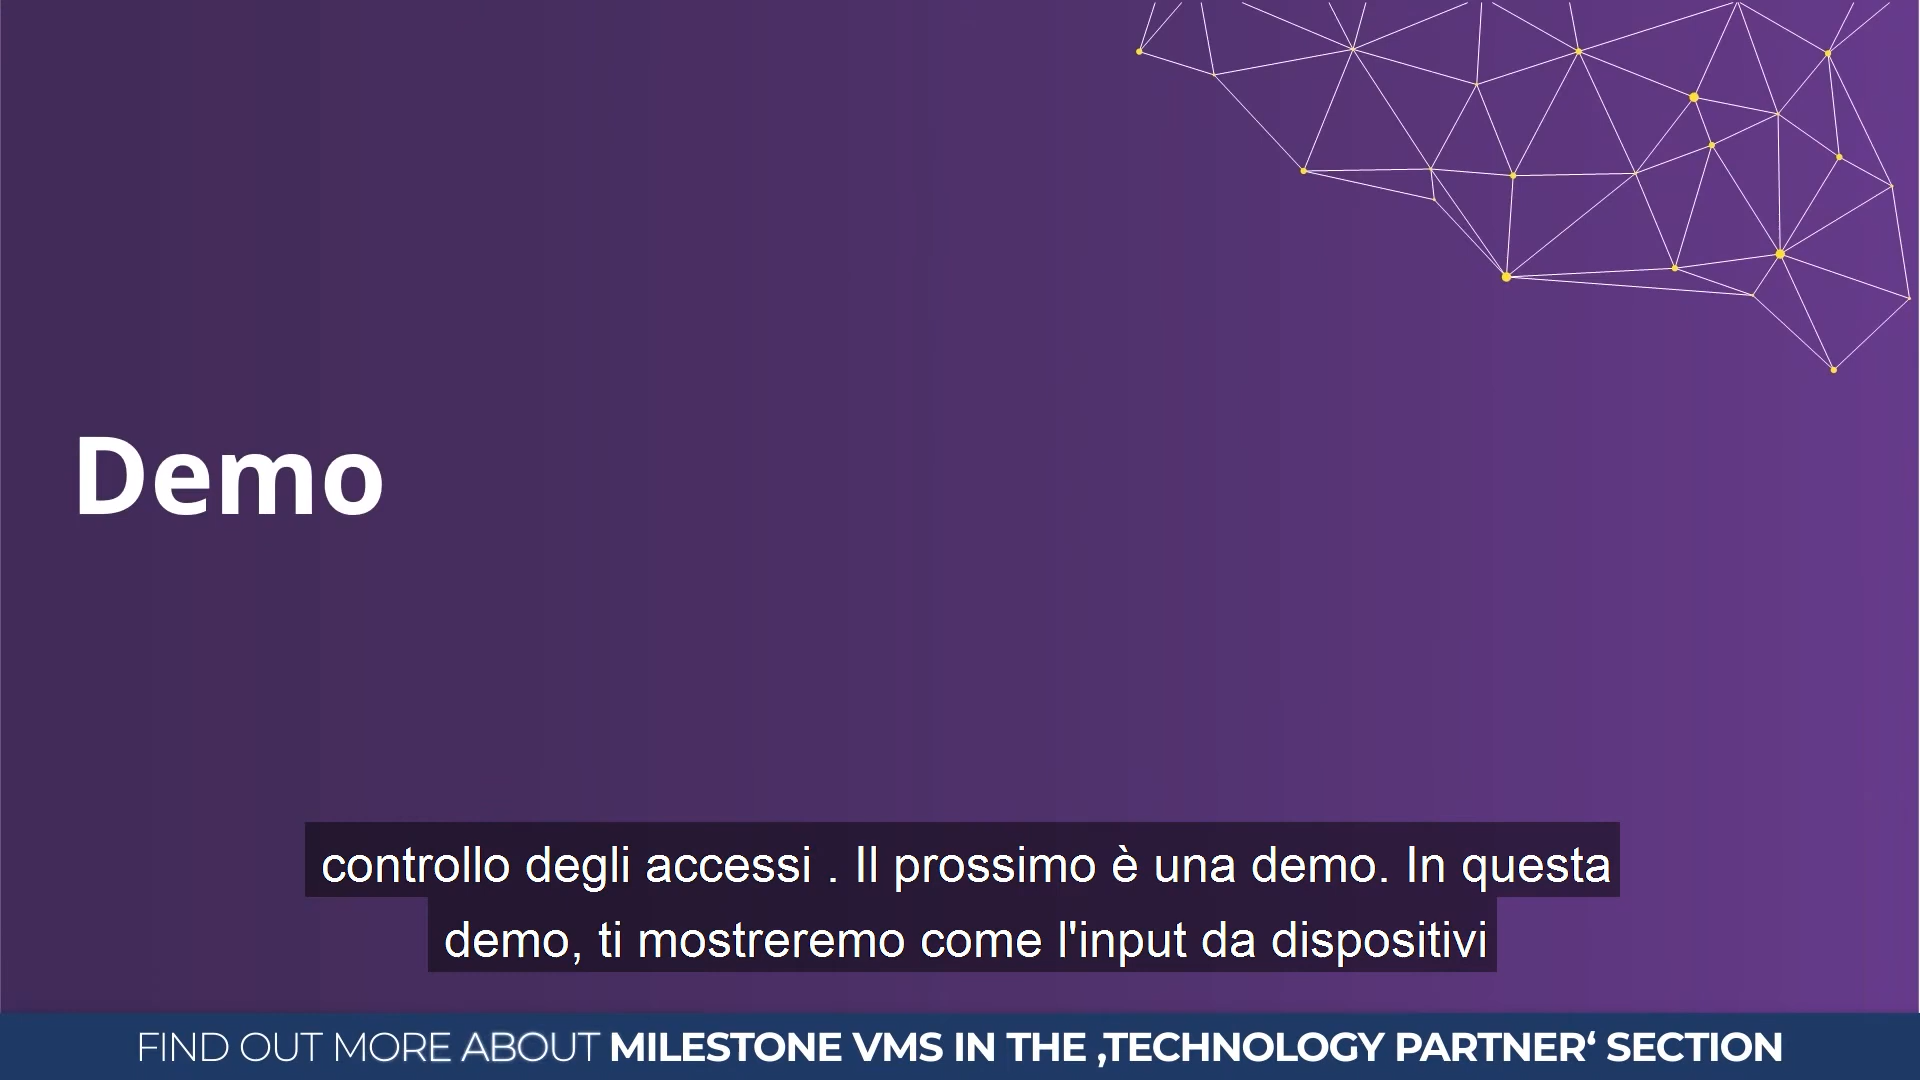 Demo
controllo degli accessi . Il prossimo è una demo. In questa
demo, ti mostreremo come l'input da dispositivi
FIND OUT MORE ABOUT MILESTONE VMS IN THE ‚TECHNOLOGY PARTNER‘ SECTION